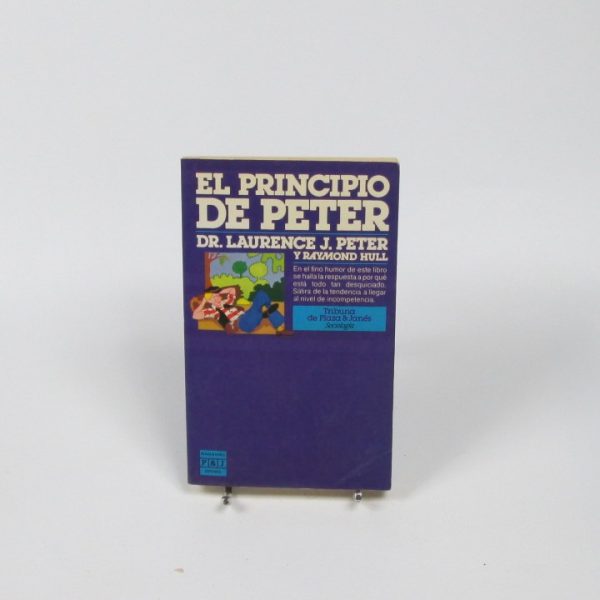 EL PRINCIPIO
DE PETER
DR. LAURENCE J. PETER
Y RAYMOND HULL
En el fino humor de este libro
se halla la respuesta a por qué
está todo tan desquiciado.
Sátira de la tendencia a llegar
al nivel de incompetencia.
Tribuna
de Plaza & Janés
Sociología
P & J